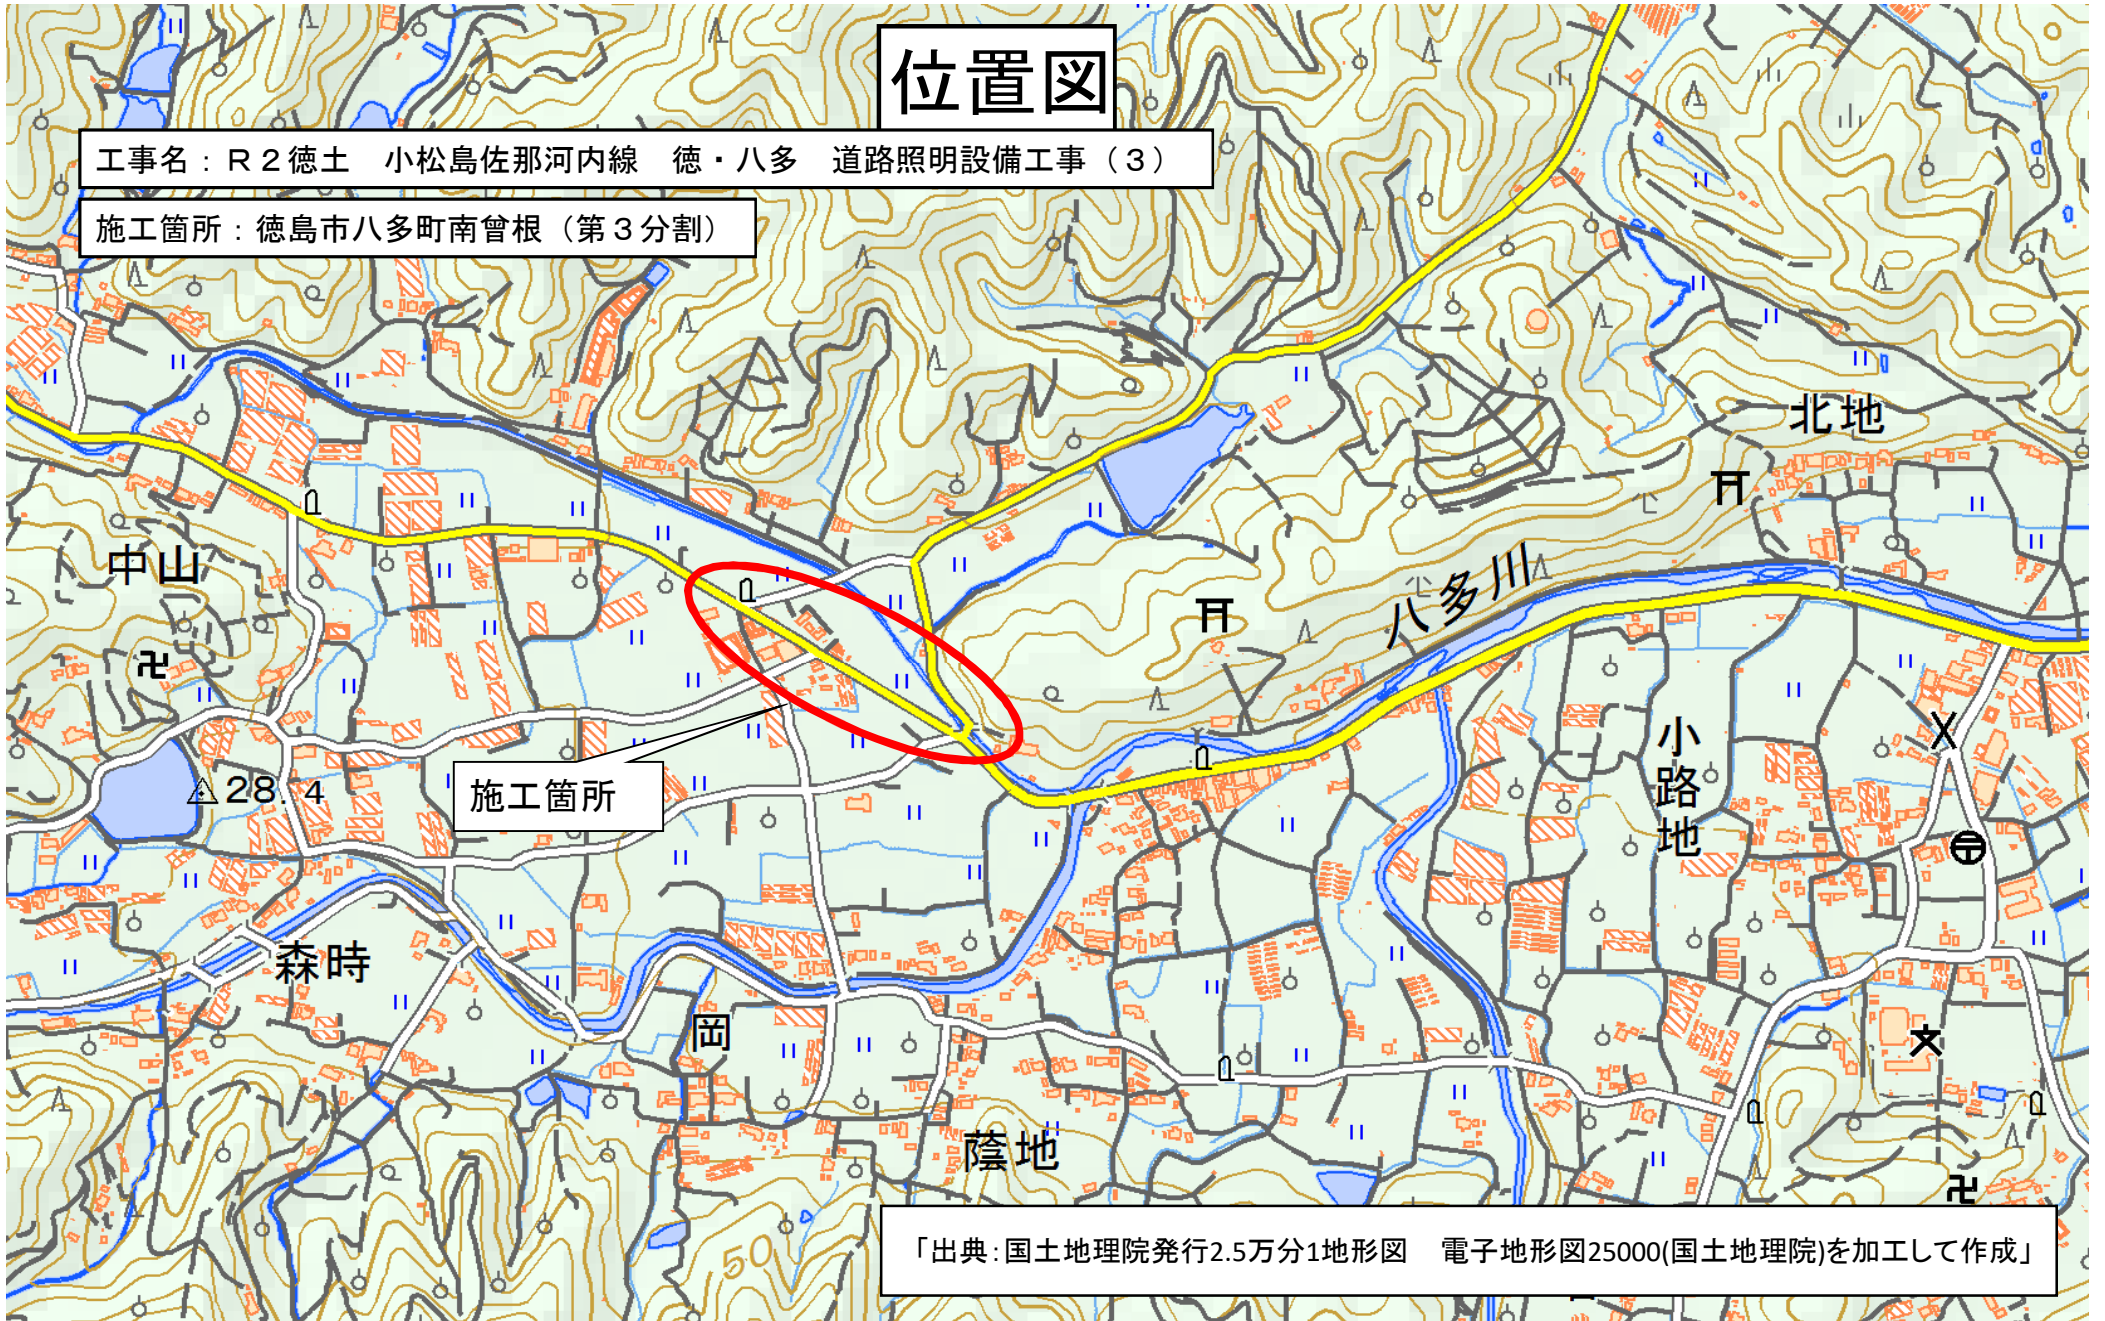 位置図
工事名：Ｒ２徳土　小松島佐那河内線　徳・八多　道路照明設備工事（３）
施工箇所：徳島市八多町南曾根（第３分割）
北地
中山
八多川
小路地
28.4
施工箇所
森時
岡
蔭地
50
「出典：国土地理院発行2.5万分1地形図　電子地形図25000(国土地理院)を加工して作成」